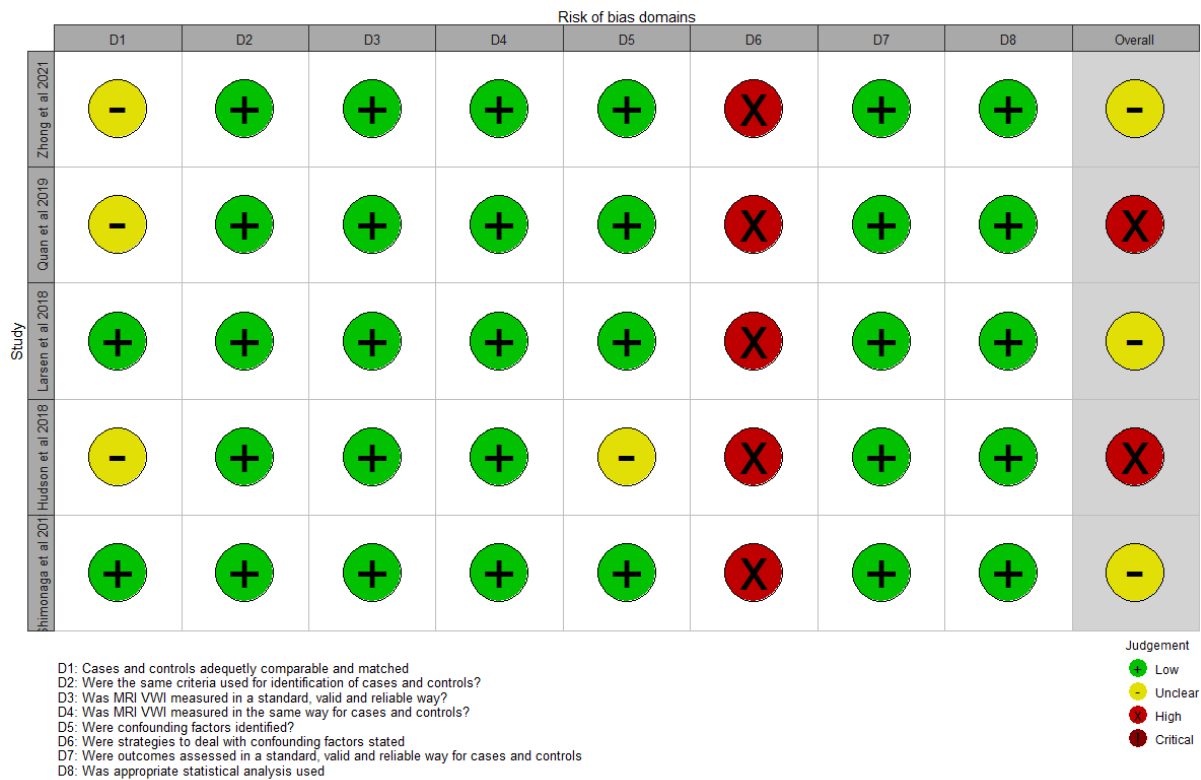 Risk of bias domains
D1 D2 D3 D4 D5 D6 D7 D8 Overall
Study
Zhong et al 2021 - + + + + X + + -
Quan et al 2019 - + + + + X + + X
Larsen et al 2018 + + + + + X + + -
Hudson et al 2018 - + + + - X + + X
Shimonaga et al 201 + + + + + X + + -
D1: Cases and controls adequetly comparable and matched
D2: Were the same criteria used for identification of cases and controls?
D3: Was MRI VWI measured in a standard, valid and reliable way?
D4: Was MRI VWI measured in the same way for cases and controls?
D5: Were confounding factors identified?
D6: Were strategies to deal with confounding factors stated
D7: Were outcomes assessed in a standard, valid and reliable way for cases and controls
D8: Was appropriate statistical analysis used
Judgement
+ Low
- Unclear
X High
! Critical